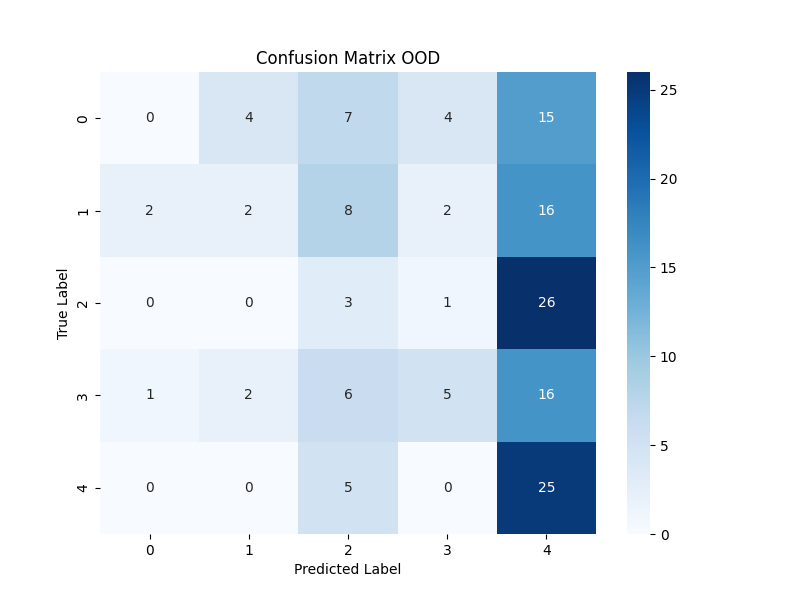 Confusion Matrix OOD
0 0 4 7 4 15
1 2 2 8 2 16
2 0 0 3 1 26
3 1 2 6 5 16
4 0 0 5 0 25
0 1 2 3 4
Predicted Label
True Label
25
20
15
10
5
0